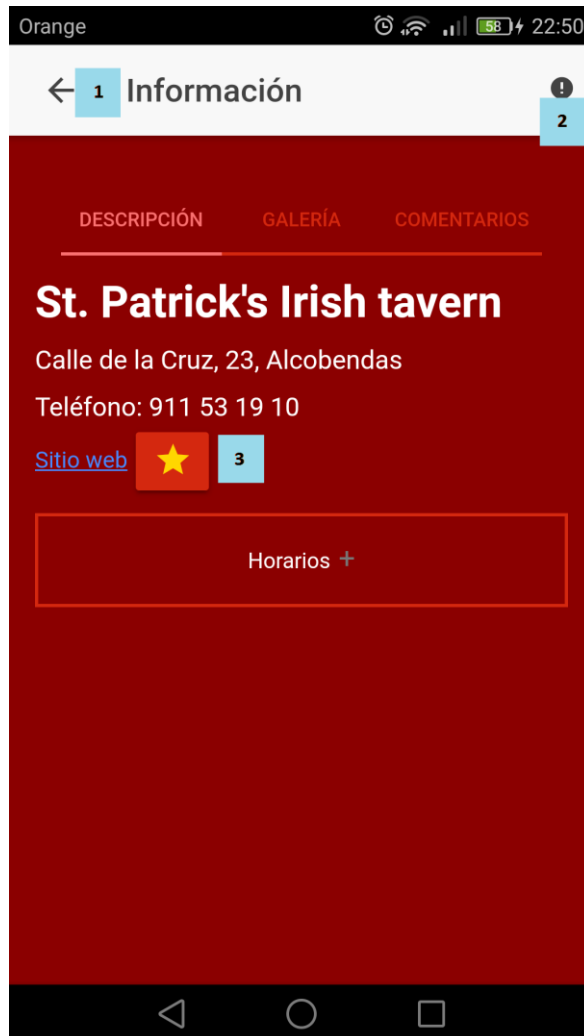 Orange 58 22:50
1 Información
2
DESCRIPCIÓN GALERÍA COMENTARIOS
St. Patrick's Irish tavern
Calle de la Cruz, 23, Alcobendas
Teléfono: 911 53 19 10
Sitio web 3
Horarios +